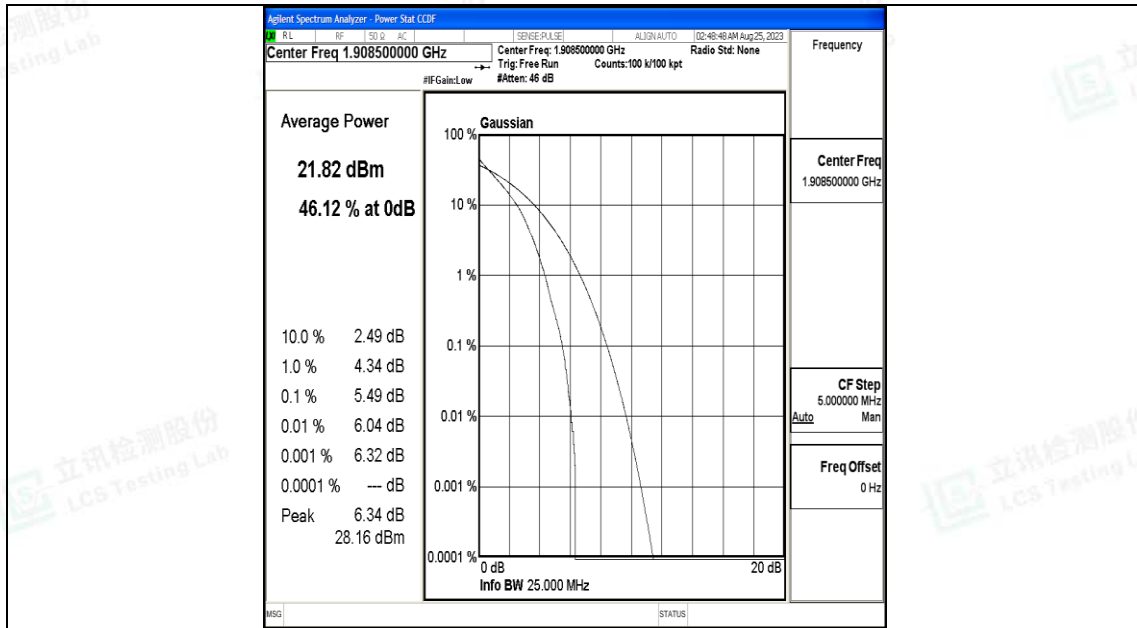 Agilent Spectrum Analyzer - Power Stat CCDF
RL RF 50 Ω AC SENSE:PULSE ALIGN AUTO 02:48:48 AM Aug 25, 2023
Center Freq 1.908500000 GHz
Center Freq: 1.908500000 GHz Radio Std: None
Trig: Free Run Counts:100 k/100 kpt
#IFGain:Low #Atten: 46 dB
Frequency
Average Power
21.82 dBm
46.12 % at 0dB
10.0 % 2.49 dB
1.0 % 4.34 dB
0.1 % 5.49 dB
0.01 % 6.04 dB
0.001 % 6.32 dB
0.0001 % --- dB
Peak 6.34 dB
28.16 dBm
Gaussian
100 %
10 %
1 %
0.1 %
0.01 %
0.001 %
0.0001 %
0 dB 20 dB
Info BW 25.000 MHz
Center Freq
1.908500000 GHz
CF Step
5.000000 MHz
Auto Man
Freq Offset
0 Hz
MSG STATUS
立讯检测股份
LCS Testing Lab
立讯检测股份